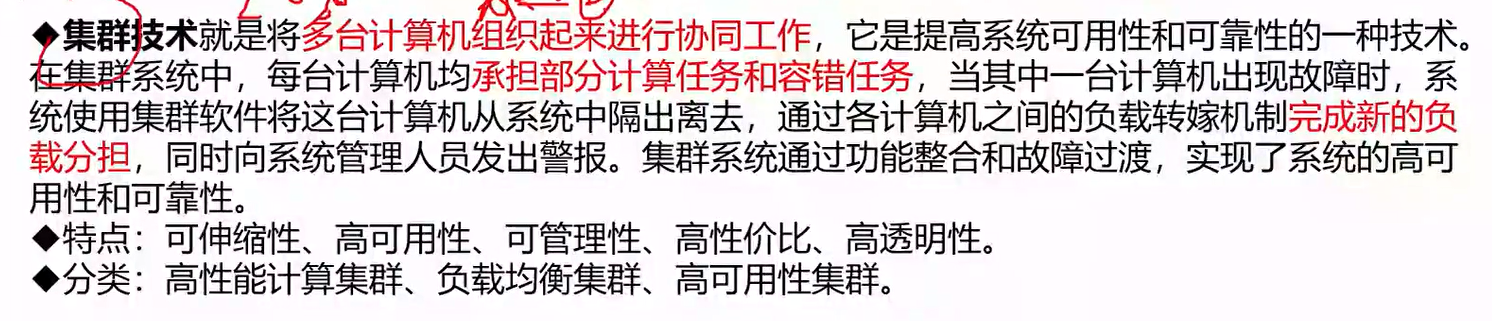 ◆集群技术就是将多台计算机组织起来进行协同工作，它是提高系统可用性和可靠性的一种技术。
在集群系统中，每台计算机均承担部分计算任务和容错任务，当其中一台计算机出现故障时，系
统使用集群软件将这台计算机从系统中隔出离去，通过各计算机之间的负载转嫁机制完成新的负
载分担，同时向系统管理人员发出警报。集群系统通过功能整合和故障过渡，实现了系统的高可
用性和可靠性。
◆特点：可伸缩性、高可用性、可管理性、高性价比、高透明性。
◆分类：高性能计算集群、负载均衡集群、高可用性集群。